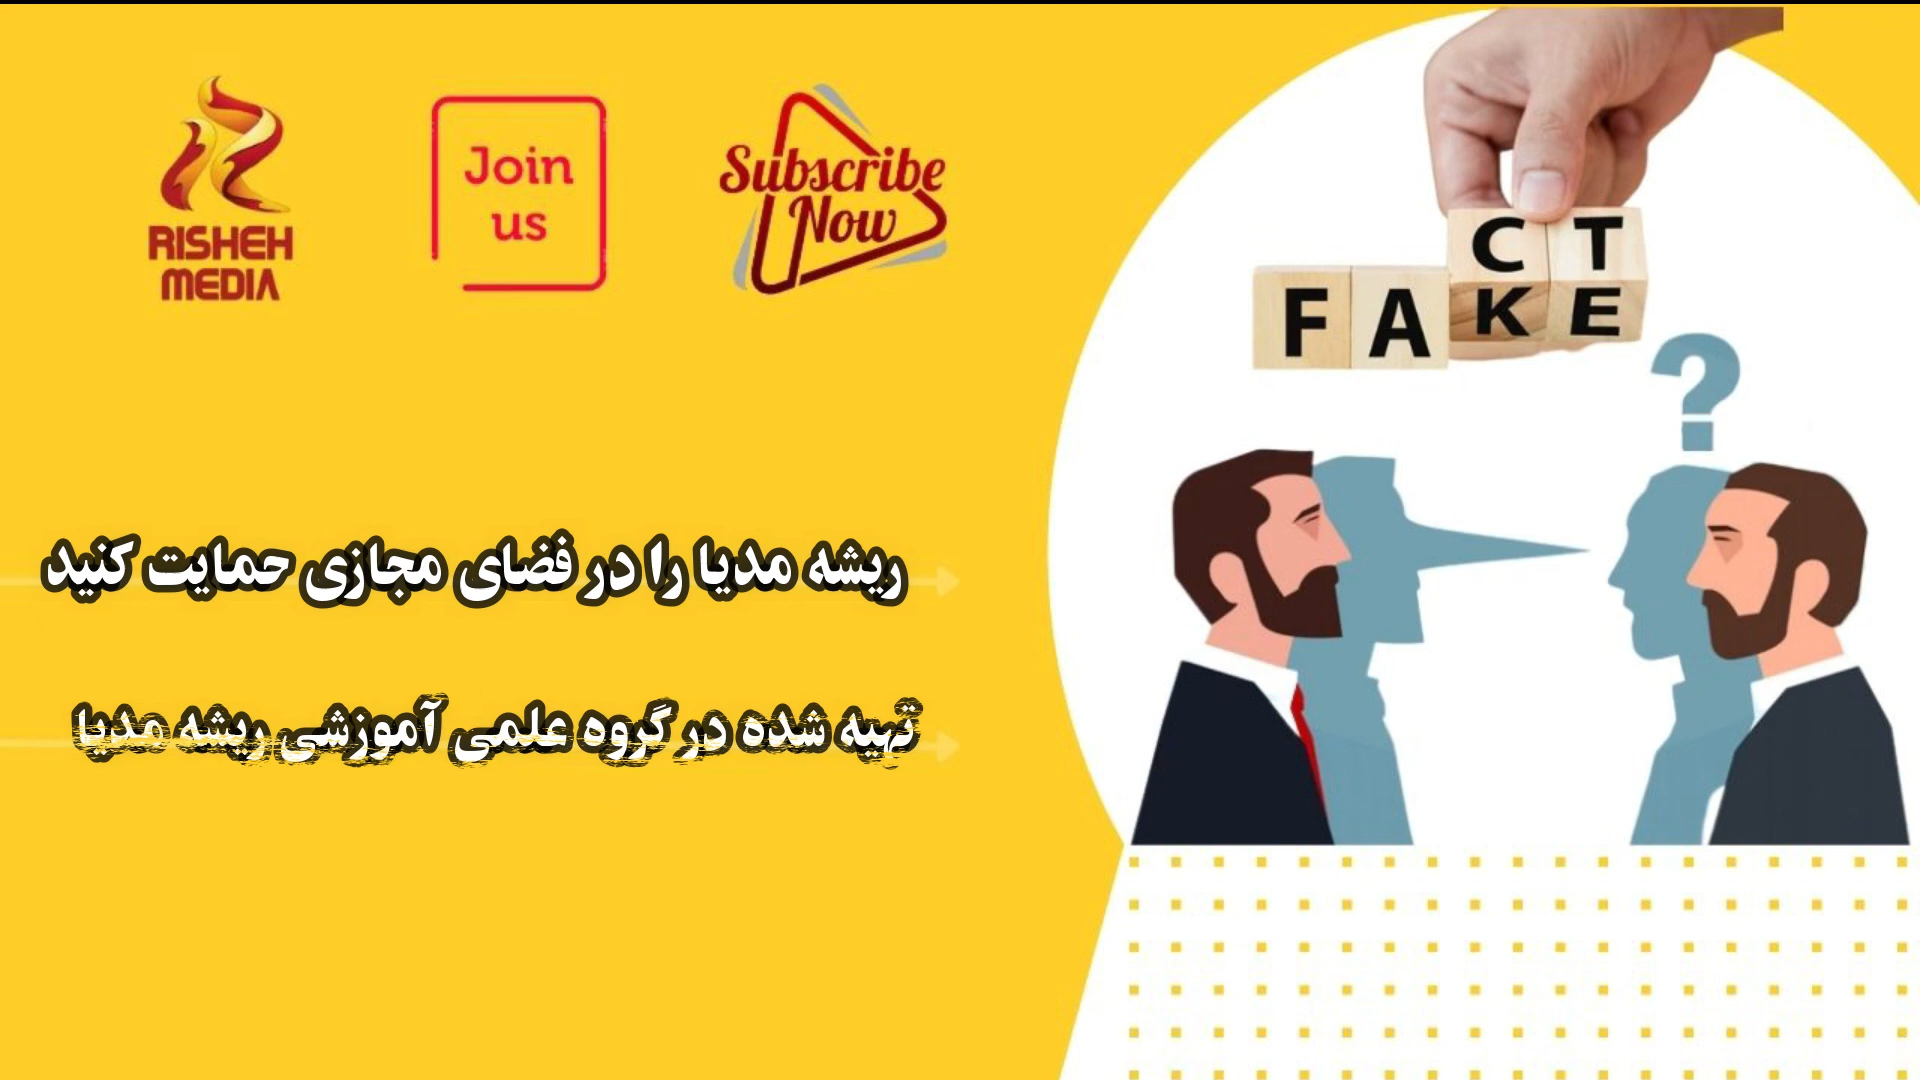 RISHEH
MEDIA
Join
us
Subscribe
Now
C T
F A K E
?
ریشه مدیا را در فضای مجازی حمایت کنید
تهیه شده در گروه علمی آموزشی ریشه مدیا